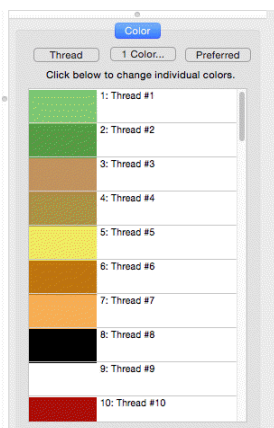 Color
Thread 1 Color... Preferred
Click below to change individual colors.
1: Thread #1
2: Thread #2
3: Thread #3
4: Thread #4
5: Thread #5
6: Thread #6
7: Thread #7
8: Thread #8
9: Thread #9
10: Thread #10